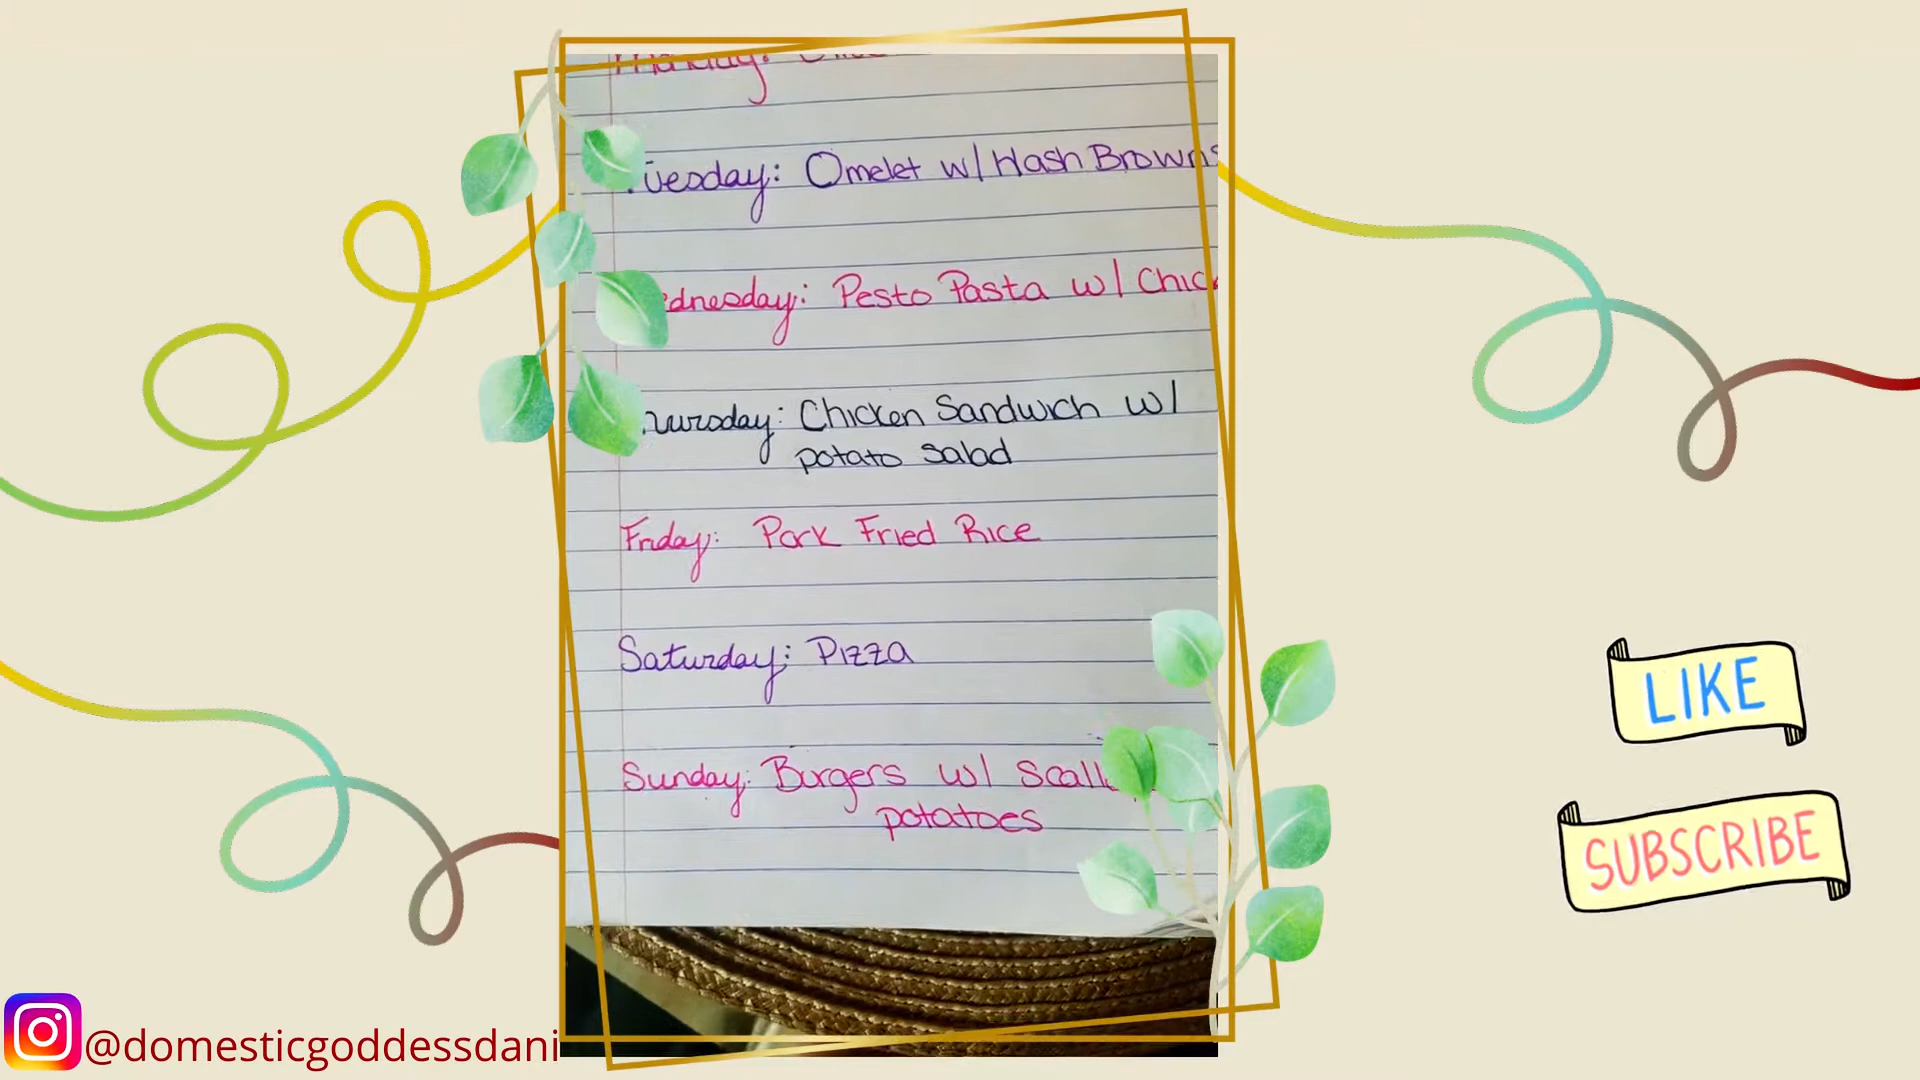 Tuesday: Omelet w/ Hash Browns
Wednesday: Pesto Pasta w/ Chick
Thursday: Chicken Sandwich w/
potato salad
Friday: Pork Fried Rice
Saturday: Pizza
Sunday: Burgers w/ Scall
potatoes
LIKE
SUBSCRIBE
@domesticgoddessdani